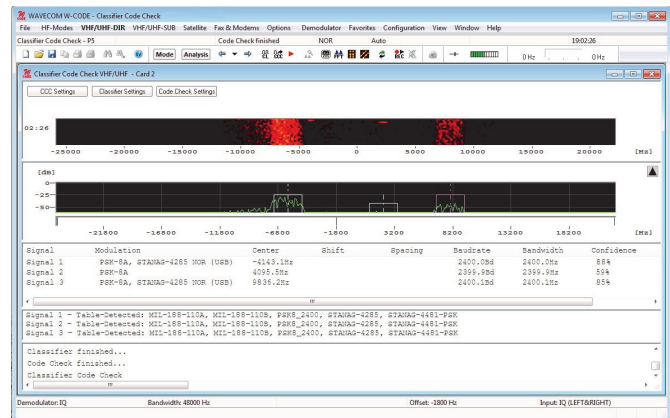 WAVECOM W-CODE - Classifier Code Check
File HF-Modes VHF/UHF-DIR VHF/UHF-SUB Satellite Fax & Modems Options Demodulator Favorites Configuration View Window Help
Classifier Code Check - P5 Code Check finished NOR Auto 19:02:26
Mode Analysis 0 Hz 0 Hz
Classifier Code Check VHF/UHF - Card 2
CCC Settings Classifier Settings Code Check Settings
02:26
-25000 -20000 -15000 -10000 -5000 0 5000 10000 15000 20000 [Hz]
[dB]
0
-25
-50
-21800 -16800 -11800 -6800 -1800 3200 8200 13200 18200 [Hz]
Signal Modulation Center Shift Spacing Baudrate Bandwidth Confidence
Signal 1 PSK-8A, STANAG-4285 NOR (USB) -4143.1Hz 2400.0Bd 2400.0Hz 88%
Signal 2 PSK-8A 4095.5Hz 2399.9Bd 2399.9Hz 59%
Signal 3 PSK-8A, STANAG-4285 NOR (USB) 9836.2Hz 2400.1Bd 2400.1Hz 85%
Signal 1 - Table-Detected: MIL-188-110A, MIL-188-110B, PSK8_2400, STANAG-4285, STANAG-4481-PSK
Signal 2 - Table-Detected: MIL-188-110A, MIL-188-110B, PSK8_2400, STANAG-4285, STANAG-4481-PSK
Signal 3 - Table-Detected: MIL-188-110A, MIL-188-110B, PSK8_2400, STANAG-4285, STANAG-4481-PSK
Classifier finished...
Code Check finished...
Classifier Code Check
Demodulator: IQ Bandwidth: 48000 Hz Offset: -1800 Hz Input: IQ (LEFT&RIGHT)